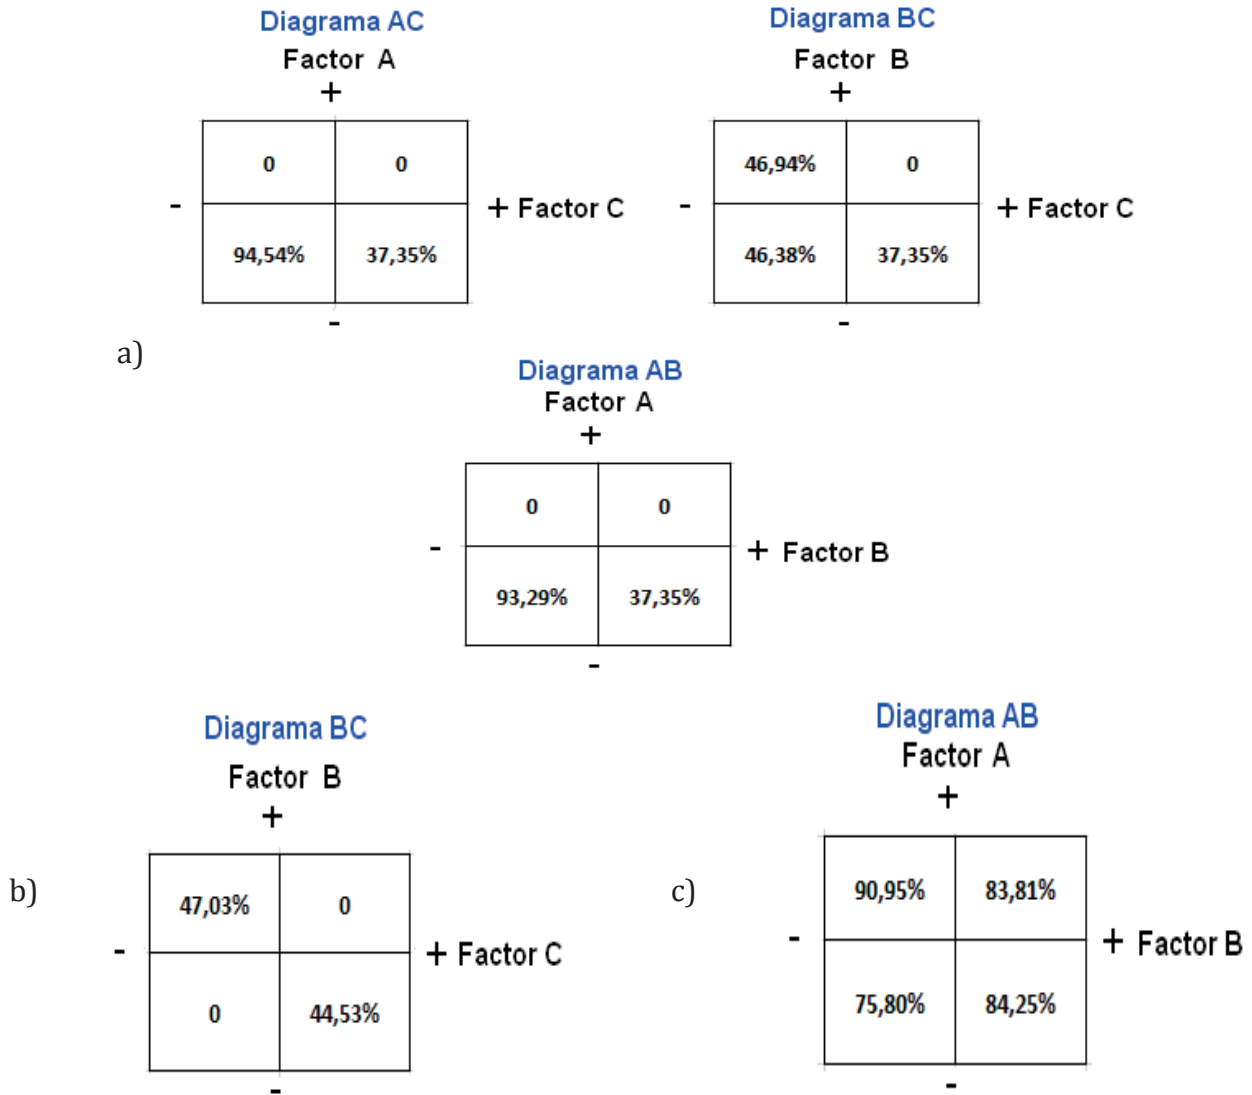 Diagrama AC
Factor A
+
0 0
- + Factor C
94,54% 37,35%
-
Diagrama BC
Factor B
+
46,94% 0
- + Factor C
46,38% 37,35%
-
a)
Diagrama AB
Factor A
+
0 0
- + Factor B
93,29% 37,35%
-
b)
Diagrama BC
Factor B
+
47,03% 0
- + Factor C
0 44,53%
-
c)
Diagrama AB
Factor A
+
90,95% 83,81%
- + Factor B
75,80% 84,25%
-